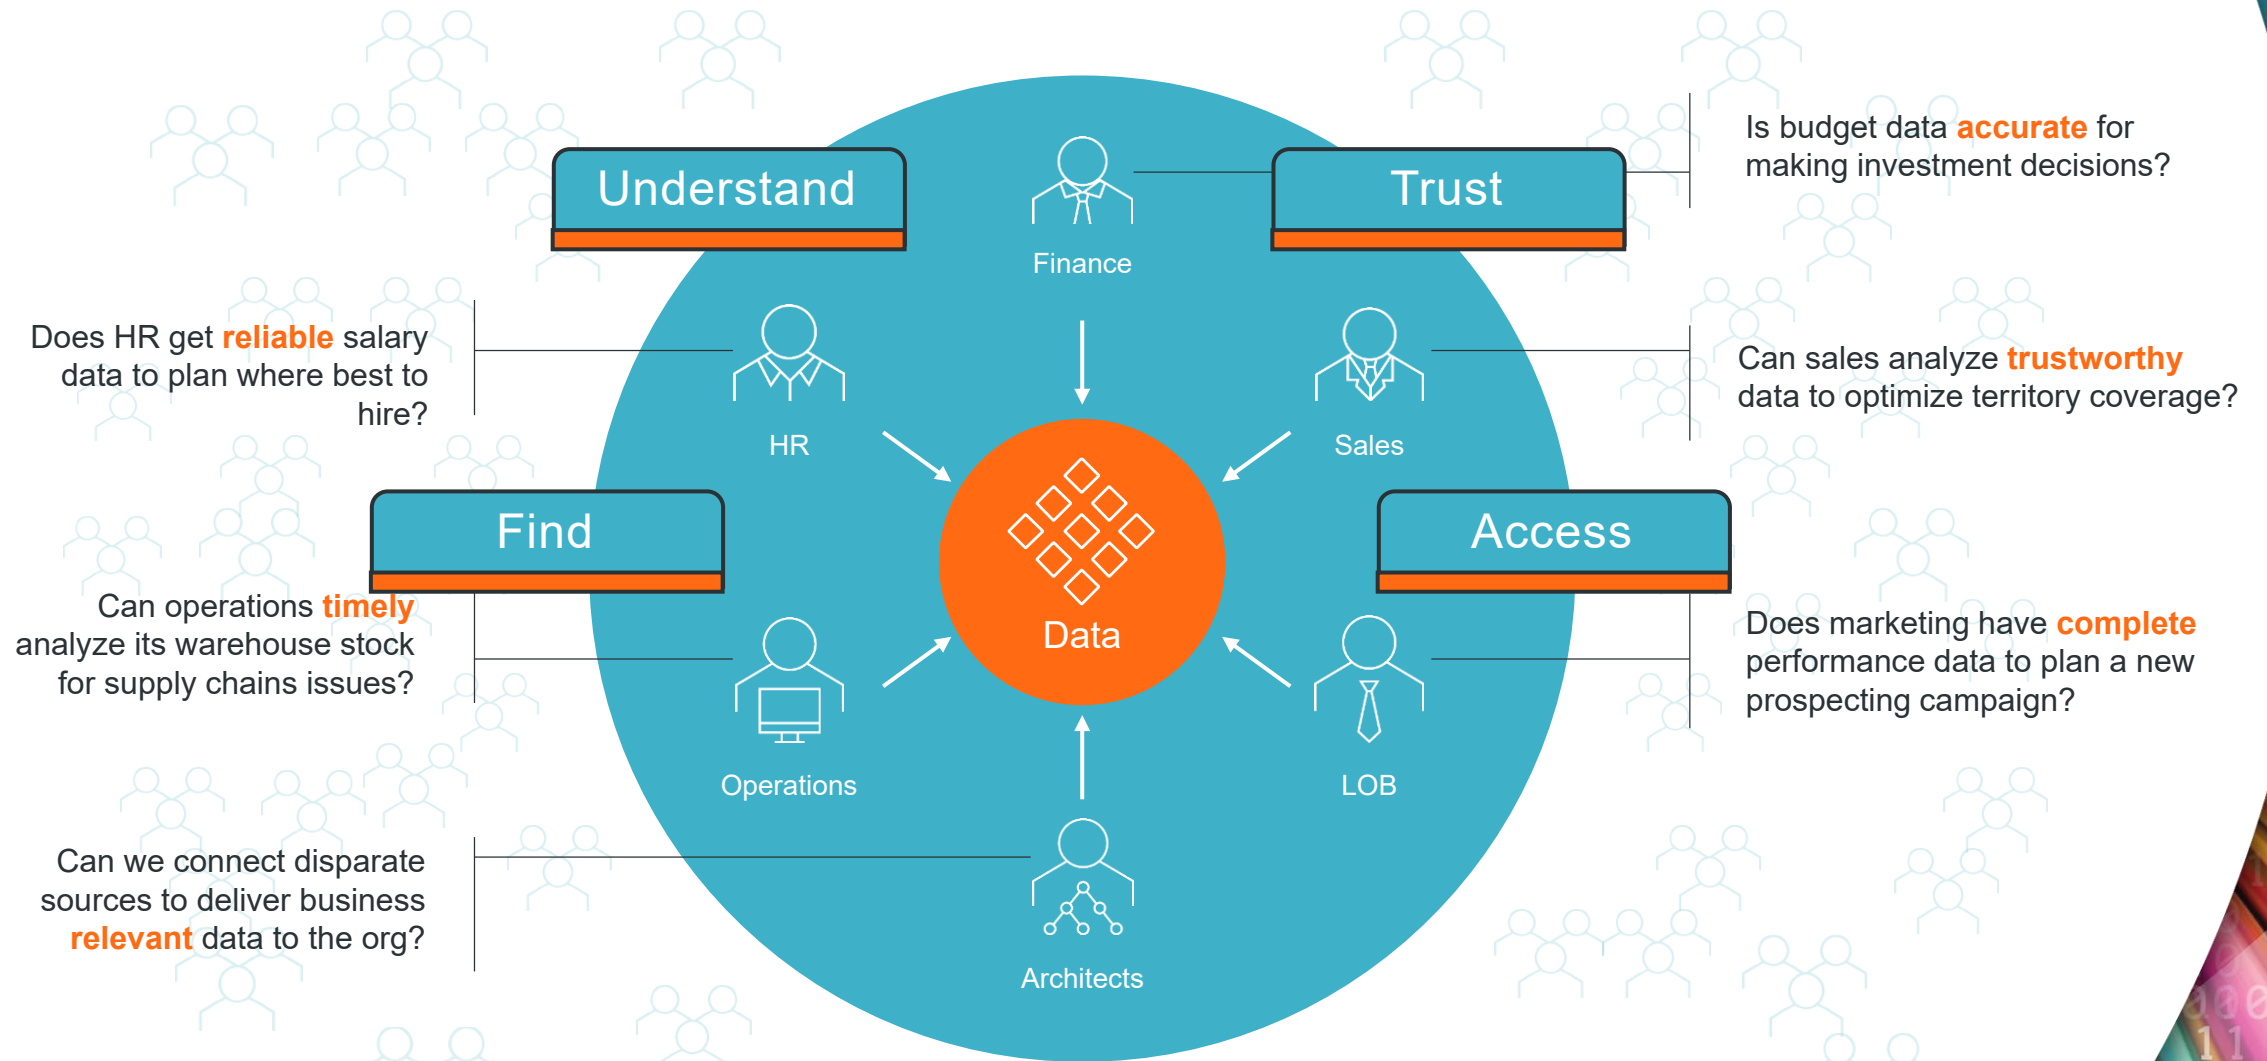 Understand
Trust
Is budget data accurate for
making investment decisions?
Finance
Does HR get reliable salary
data to plan where best to
hire?
HR
Sales
Can sales analyze trustworthy
data to optimize territory coverage?
Find
Data
Access
Can operations timely
analyze its warehouse stock
for supply chains issues?
Operations
LOB
Does marketing have complete
performance data to plan a new
prospecting campaign?
Can we connect disparate
sources to deliver business
relevant data to the org?
Architects